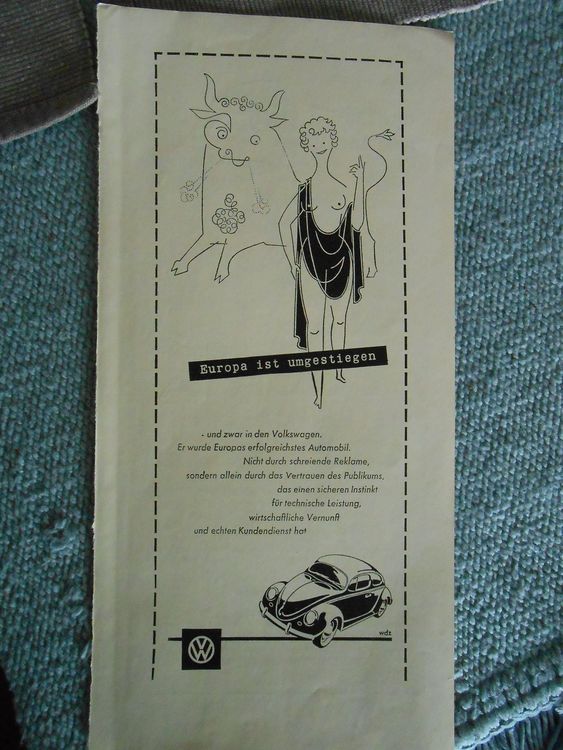 Europa ist umgestiegen
- und zwar in den Volkswagen.
Er wurde Europas erfolgreichstes Automobil.
Nicht durch schreiende Reklame,
sondern allein durch das Vertrauen des Publikums,
das einen sicheren Instinkt
für technische Leistung,
wirtschaftliche Vernunft
und echten Kundendienst hat
wdz
VW